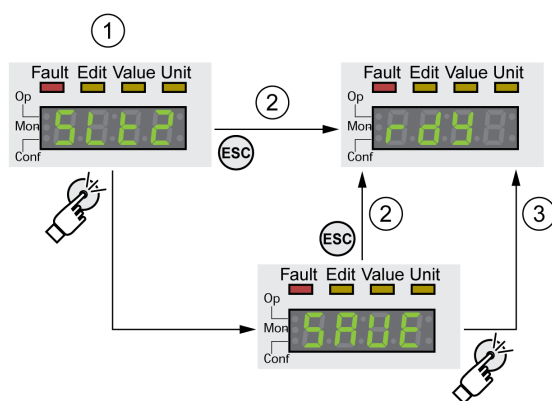 1
Fault Edit Value Unit
Op
Mon
Conf
SLt2
2
ESC
Fault Edit Value Unit
Op
Mon
Conf
rdy
ESC
2
3
Fault Edit Value Unit
Op
Mon
Conf
SAVE